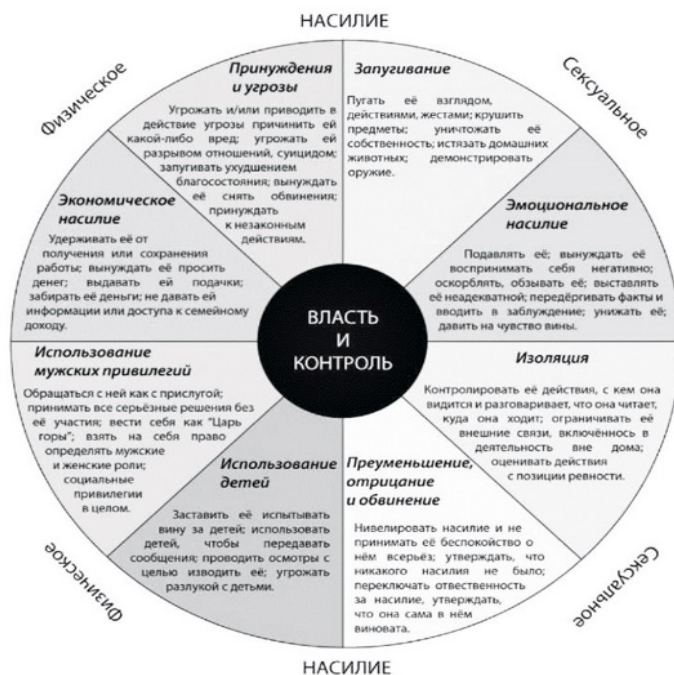 НАСИЛИЕ
Физическое
Сексуальное
Принуждения
и угрозы
Угрожать и/или приводить в
действие угрозы причинить ей
какой-либо вред; угрожать ей
разрывом отношений, суицидом;
запугивать ухудшением
благосостояния; вынуждать
её снять обвинения;
принуждать
к незаконным
действиям.
Запугивание
Пугать её взглядом,
действиями, жестами; крушить
предметы; уничтожать её
собственность; истязать домашних
животных; демонстрировать
оружие.
Экономическое
насилие
Удерживать её от
получения или сохранения
работы; вынуждать её просить
денег; выдавать ей подачки;
забирать её деньги; не давать ей
информации или доступа к семейному
доходу.
Эмоциональное
насилие
Подавлять её; вынуждать её
воспринимать себя негативно;
оскорблять, обзывать её; выставлять
её неадекватной; передёргивать факты и
вводить в заблуждение; унижать её;
давить на чувство вины.
ВЛАСТЬ
И
КОНТРОЛЬ
Использование
мужских привилегий
Обращаться с ней как с прислугой;
принимать все серьёзные решения без
её участия; вести себя как "Царь
горы"; взять на себя право
определять мужские
и женские роли;
социальные
привилегии
в целом.
Изоляция
Контролировать её действия, с кем она
видится и разговаривает, что она читает,
куда она ходит; ограничивать её
внешние связи, включённось в
деятельность вне дома;
оценивать действия
с позиции ревности.
Использование
детей
Заставить её испытывать
вину за детей; использовать
детей, чтобы передавать
сообщения; проводить осмотры с
целью изводить её; угрожать
разлукой с детьми.
Преуменьшение,
отрицание
и обвинение
Нивелировать насилие и не
принимать её беспокойство о
нём всерьёз; утверждать, что
никакого насилия не было;
переключать отвественность
за насилие, утверждать,
что она сама в нём
виновата.
Физическое
Сексуальное
НАСИЛИЕ